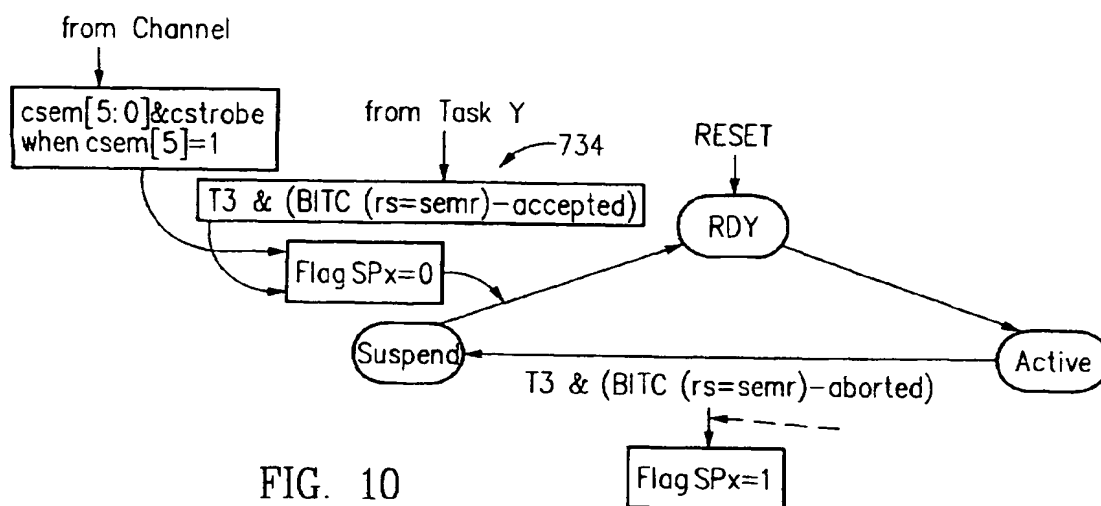 from Channel
csem[5:0]&cstrobe
when csem[5]=1
from Task Y
734
RESET
T3 & (BITC (rs=semr)-accepted)
RDY
Flag SPx=0
Suspend
Active
T3 & (BITC (rs=semr)-aborted)
Flag SPx=1
FIG. 10